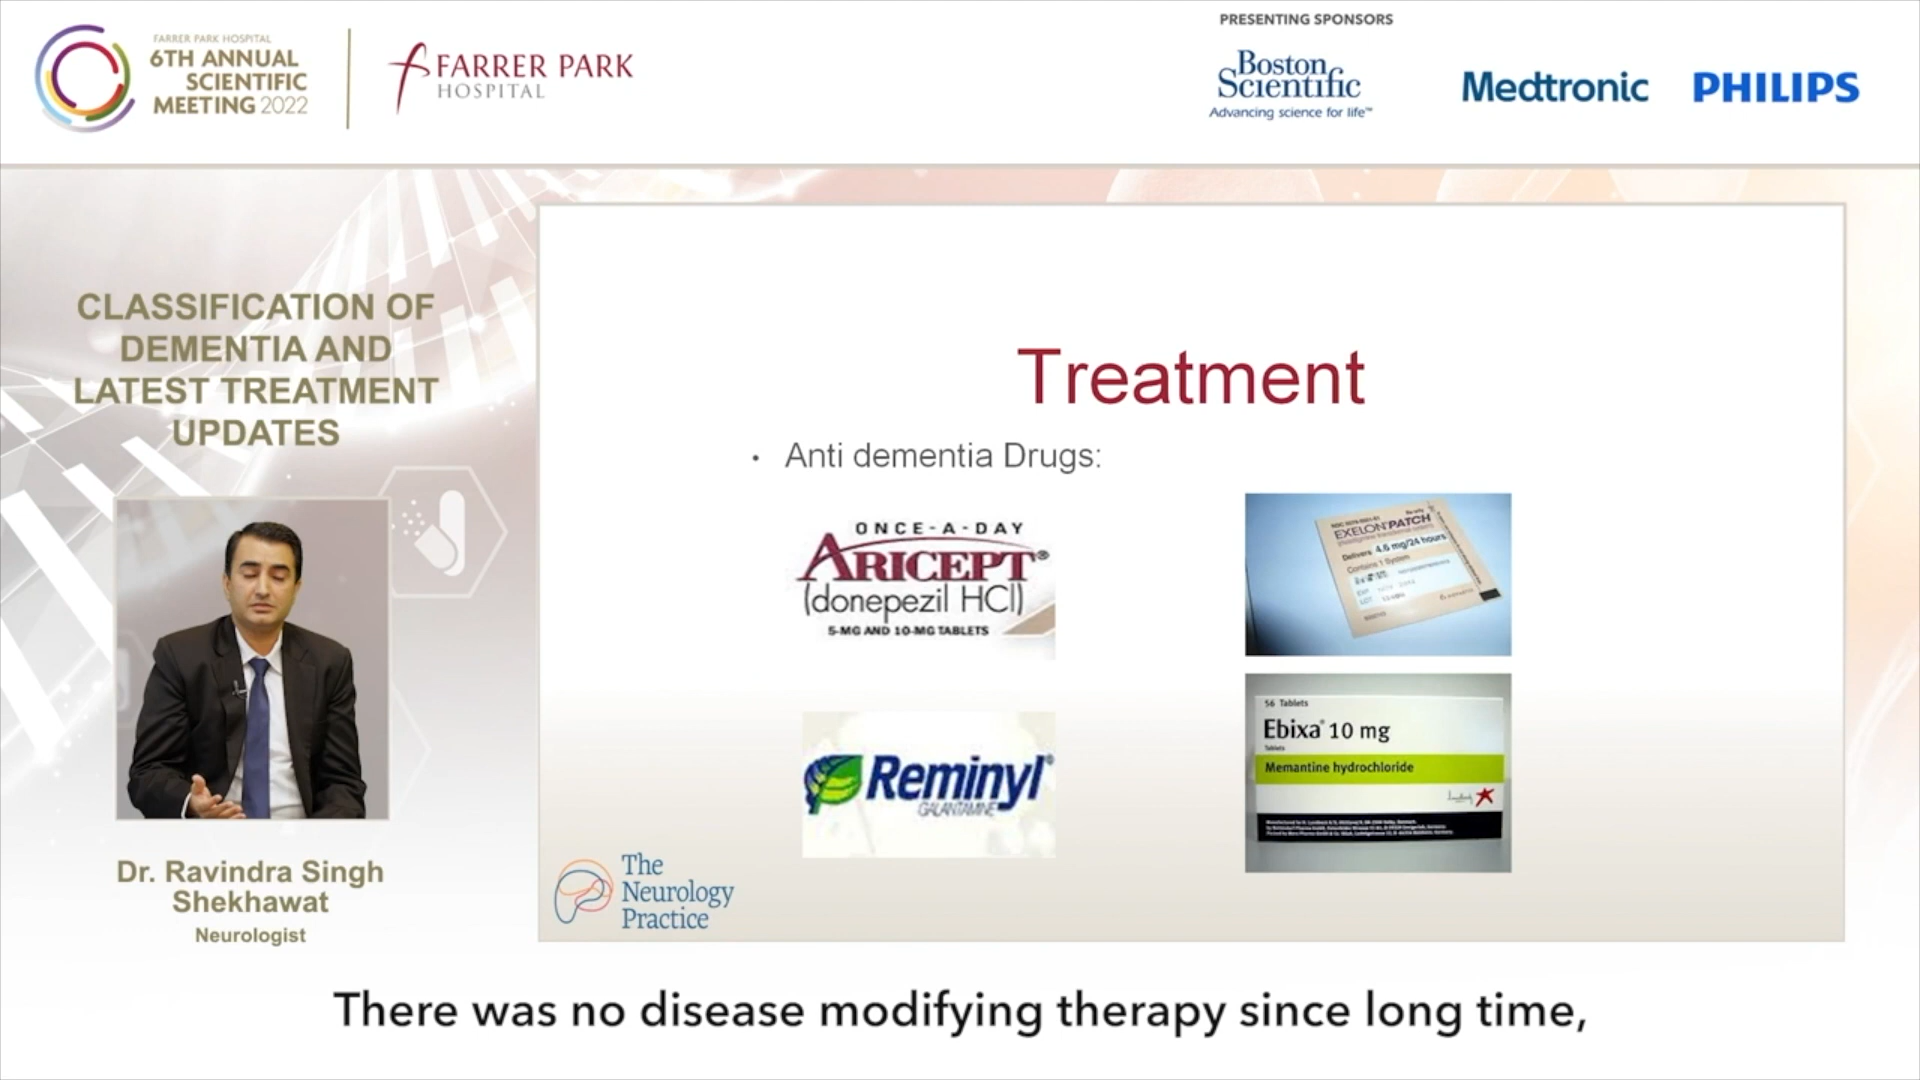 FARRER PARK HOSPITAL
6TH ANNUAL
SCIENTIFIC
MEETING 2022
FARRER PARK
HOSPITAL
PRESENTING SPONSORS
Boston
Scientific
Advancing science for life™
Medtronic
PHILIPS
CLASSIFICATION OF
DEMENTIA AND
LATEST TREATMENT
UPDATES
Dr. Ravindra Singh
Shekhawat
Neurologist
Treatment
• Anti dementia Drugs:
ONCE-A-DAY
ARICEPT®
(donepezil HCl)
5-MG AND 10-MG TABLETS
EXELON PATCH
Delivers 4.6 mg/24 hours
Contains 1 System
Reminyl®
GALANTAMINE
56 Tablets
Ebixa® 10 mg
Tablets
Memantine hydrochloride
The
Neurology
Practice
There was no disease modifying therapy since long time,